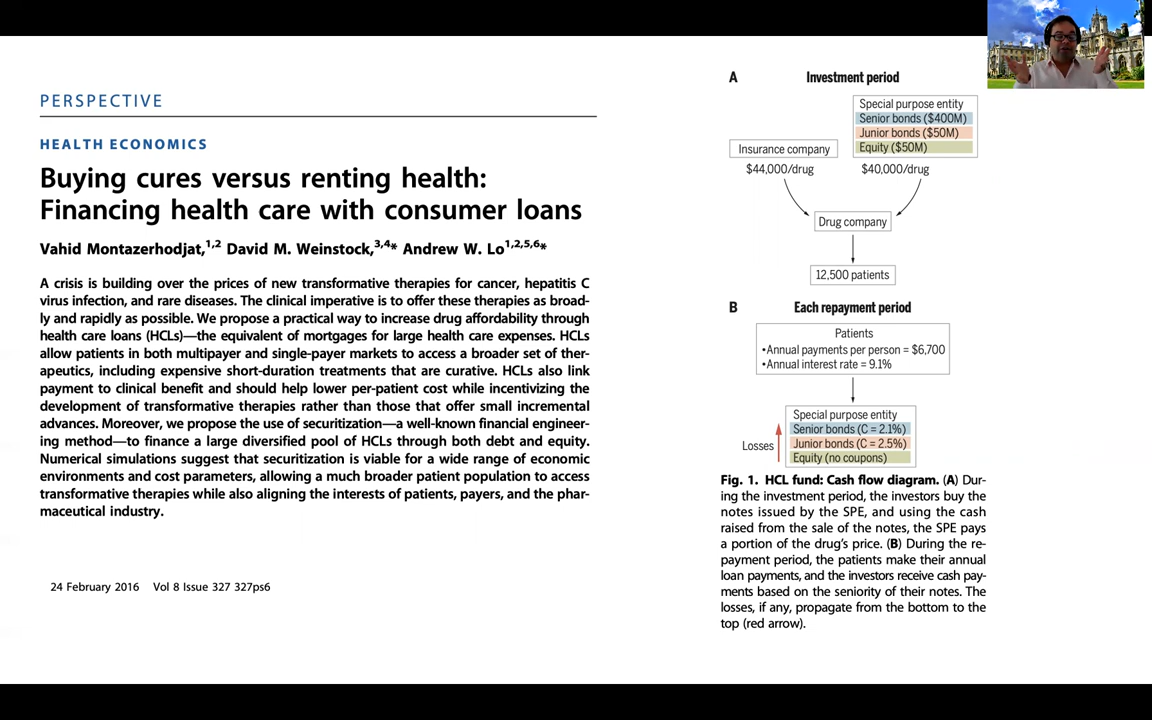 PERSPECTIVE
HEALTH ECONOMICS
Buying cures versus renting health:
Financing health care with consumer loans
Vahid Montazerhodjat,1,2 David M. Weinstock,3,4* Andrew W. Lo1,2,5,6*
A crisis is building over the prices of new transformative therapies for cancer, hepatitis C
virus infection, and rare diseases. The clinical imperative is to offer these therapies as broad-
ly and rapidly as possible. We propose a practical way to increase drug affordability through
health care loans (HCLs)—the equivalent of mortgages for large health care expenses. HCLs
allow patients in both multipayer and single-payer markets to access a broader set of ther-
apeutics, including expensive short-duration treatments that are curative. HCLs also link
payment to clinical benefit and should help lower per-patient cost while incentivizing the
development of transformative therapies rather than those that offer small incremental
advances. Moreover, we propose the use of securitization—a well-known financial engineer-
ing method—to finance a large diversified pool of HCLs through both debt and equity.
Numerical simulations suggest that securitization is viable for a wide range of economic
environments and cost parameters, allowing a much broader patient population to access
transformative therapies while also aligning the interests of patients, payers, and the phar-
maceutical industry.
24 February 2016 Vol 8 Issue 327 327ps6
A Investment period
Special purpose entity
Senior bonds ($400M)
Junior bonds ($50M)
Equity ($50M)
Insurance company
$44,000/drug $40,000/drug
Drug company
12,500 patients
B Each repayment period
Patients
•Annual payments per person = $6,700
•Annual interest rate = 9.1%
Special purpose entity
Senior bonds (C = 2.1%)
Losses Junior bonds (C = 2.5%)
Equity (no coupons)
Fig. 1. HCL fund: Cash flow diagram. (A) Dur-
ing the investment period, the investors buy the
notes issued by the SPE, and using the cash
raised from the sale of the notes, the SPE pays
a portion of the drug's price. (B) During the re-
payment period, the patients make their annual
loan payments, and the investors receive cash pay-
ments based on the seniority of their notes. The
losses, if any, propagate from the bottom to the
top (red arrow).